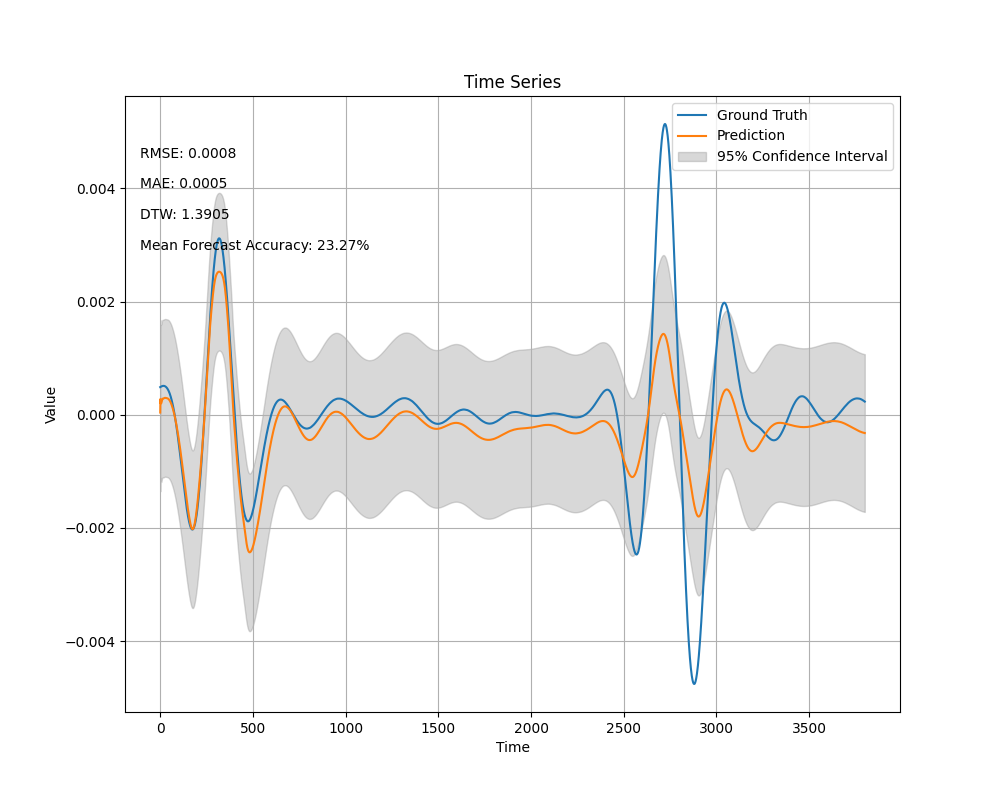 Time Series
Ground Truth
Prediction
95% Confidence Interval
RMSE: 0.0008
MAE: 0.0005
DTW: 1.3905
Mean Forecast Accuracy: 23.27%
0.004
0.002
0.000
−0.002
−0.004
Value
0 500 1000 1500 2000 2500 3000 3500
Time